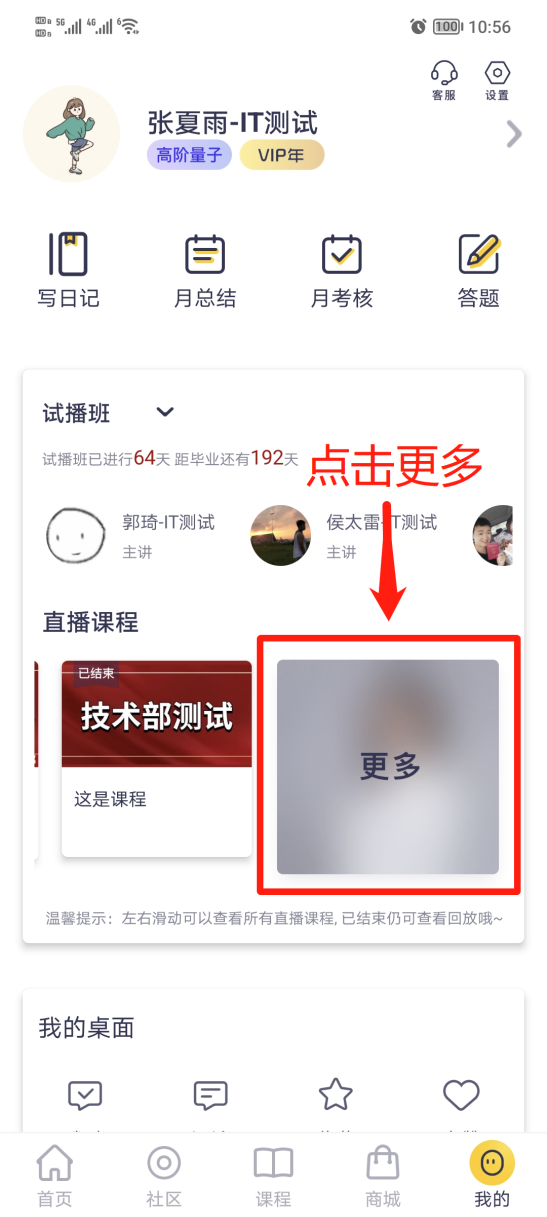 HD 5G 4G 6 100 10:56
客服 设置
张夏雨-IT测试
高阶量子 VIP年
写日记 月总结 月考核 答题
试播班
试播班已进行64天 距毕业还有192天
点击更多
郭琦-IT测试 侯太雷-IT测试
主讲 主讲
直播课程
已结束
技术部测试
更多
这是课程
温馨提示：左右滑动可以查看所有直播课程, 已结束仍可查看回放哦~
我的桌面
首页 社区 课程 商城 我的